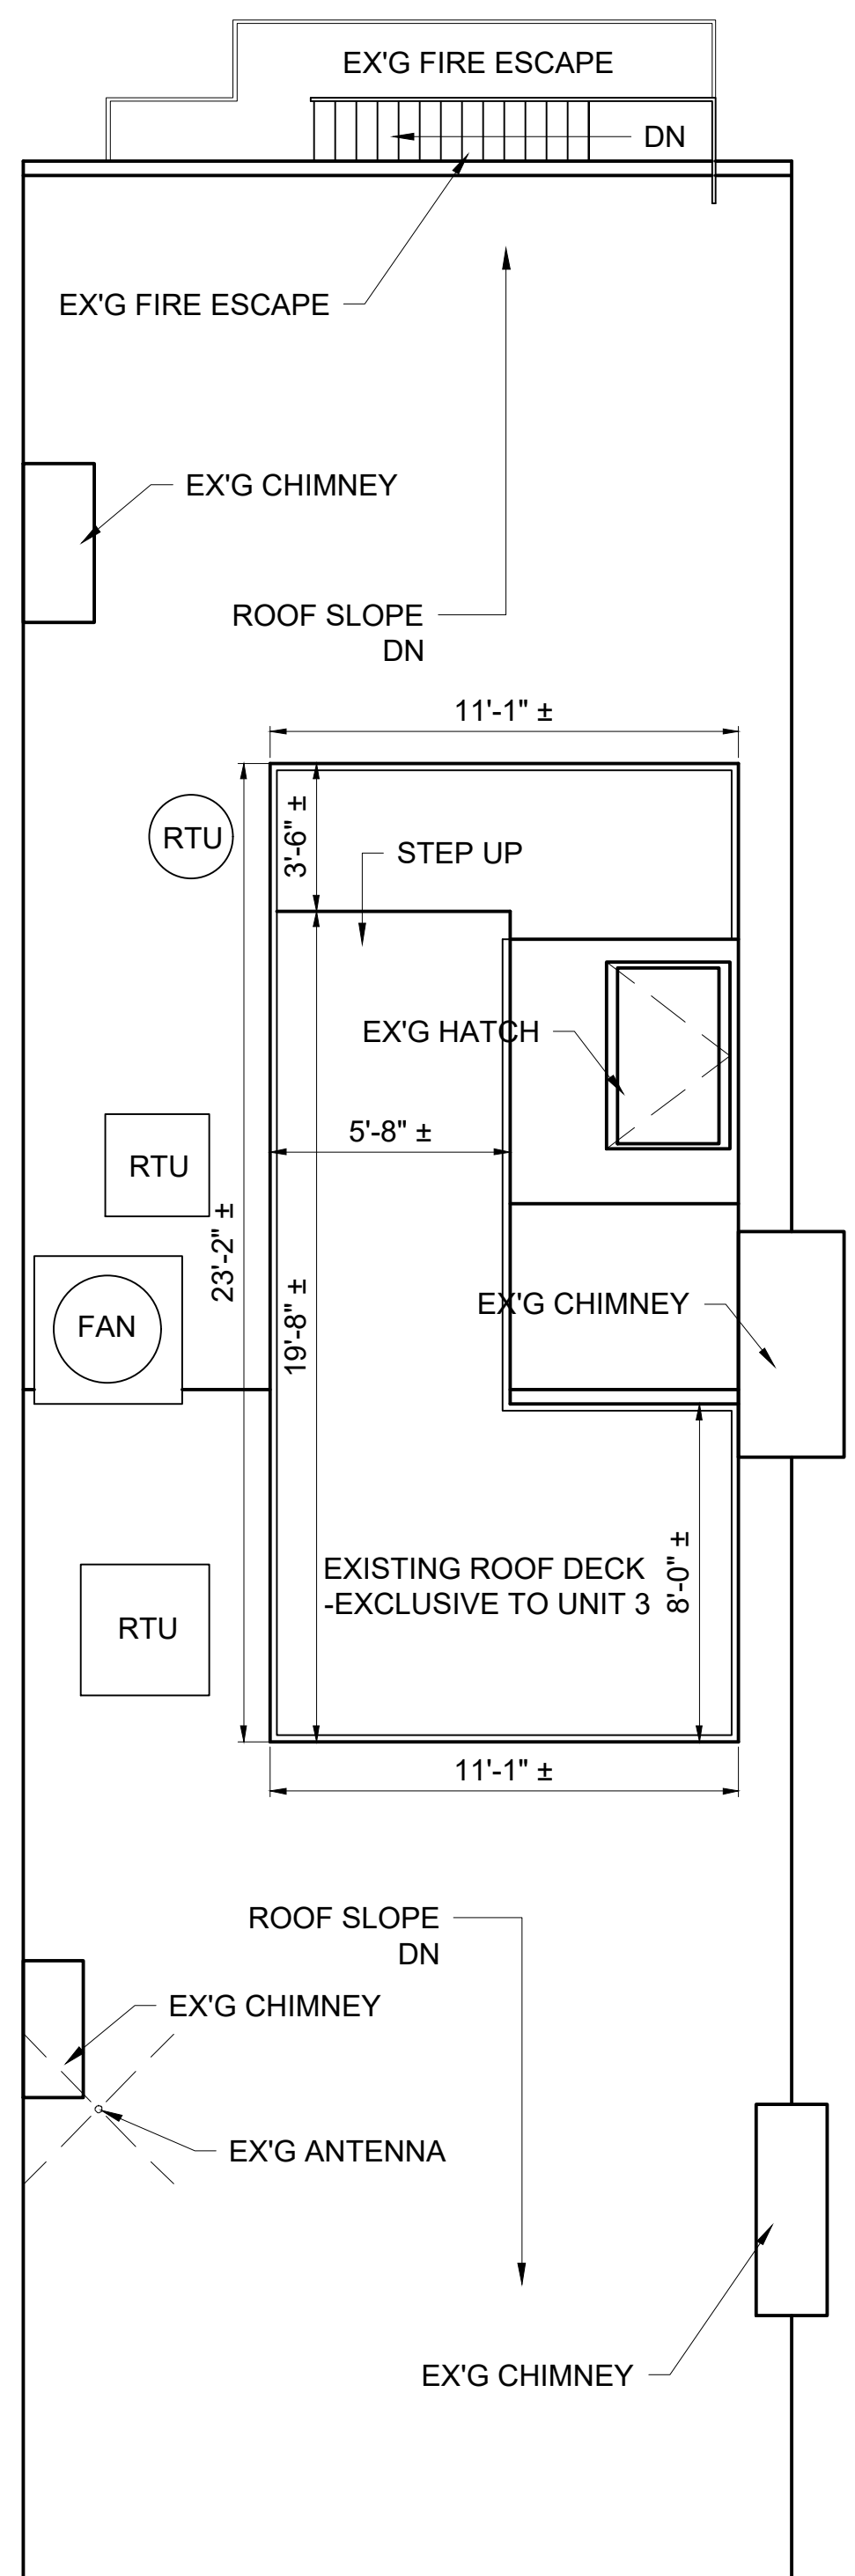 EX'G FIRE ESCAPE
DN
EX'G FIRE ESCAPE
EX'G CHIMNEY
ROOF SLOPE
DN
11'-1" ±
RTU
3'-6" ±
STEP UP
EX'G HATCH
5'-8" ±
RTU
23'-2" ±
19'-8" ±
EX'G CHIMNEY
FAN
EXISTING ROOF DECK
-EXCLUSIVE TO UNIT 3
8'-0" ±
RTU
11'-1" ±
ROOF SLOPE
DN
EX'G CHIMNEY
EX'G ANTENNA
EX'G CHIMNEY